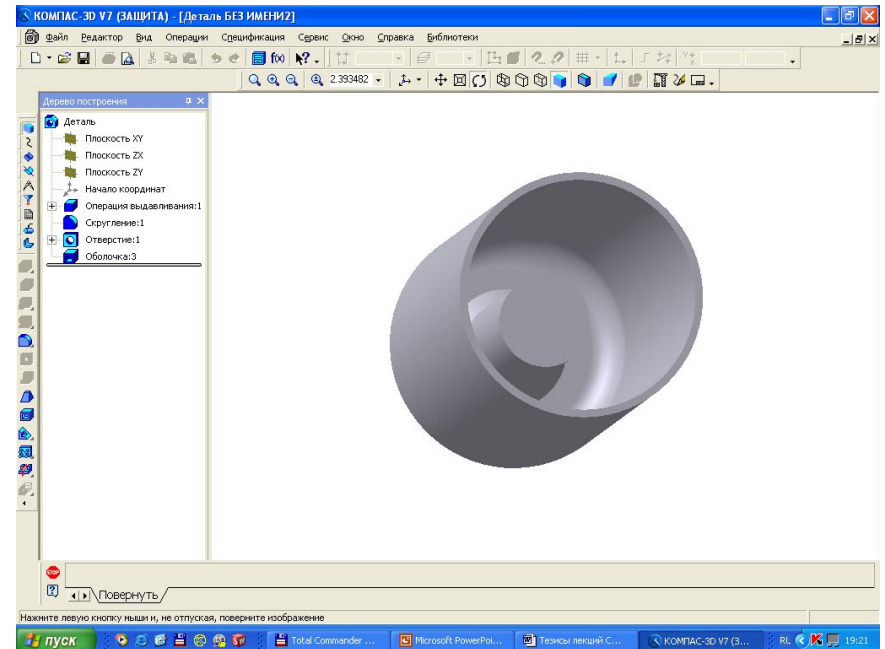 КОМПАС-3D V7 (ЗАЩИТА) - [Деталь БЕЗ ИМЕНИ2]
Файл Редактор Вид Операции Спецификация Сервис Окно Справка Библиотеки
f(x)
2.393482
Дерево построения
Деталь
Плоскость XY
Плоскость ZX
Плоскость ZY
Начало координат
Операция выдавливания:1
Скругление:1
Отверстие:1
Оболочка:3
STOP
Повернуть
Нажмите левую кнопку мыши и, не отпуская, поверните изображение
пуск Total Commander ... Microsoft PowerPoi... Тезисы лекций С... КОМПАС-3D V7 (З... RL 19:21